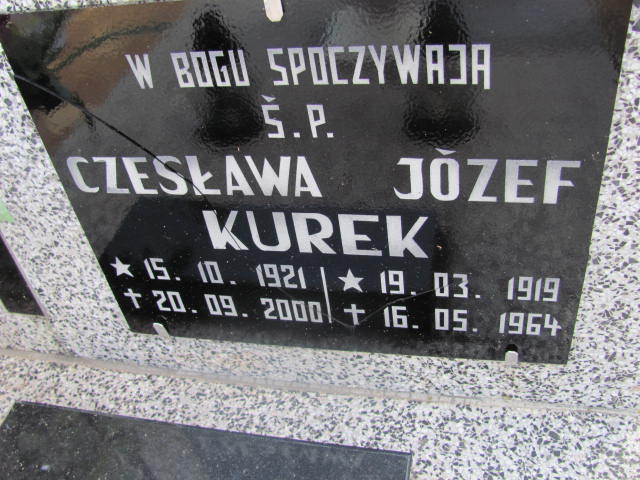 W BOGU SPOCZYWAJĄ
Ś.P.
CZESŁAWA JÓZEF
KUREK
★ 15. 10. 1921 ★ 19. 03. 1919
✝ 20. 09. 2000 ✝ 16. 05. 1964